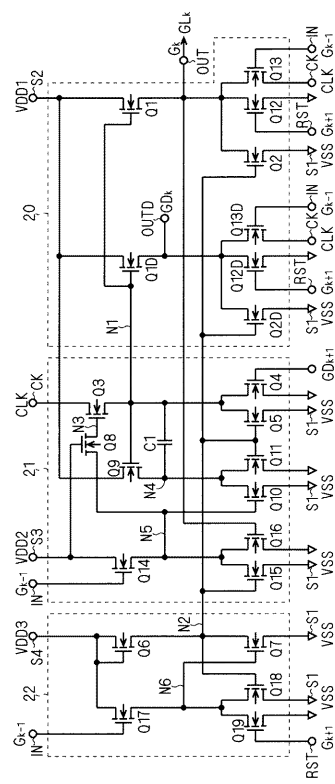 Gk
GLk
OUT
VDD1
S2
20
Q1
Q13
IN
Gk-1
CK
CLK
Q12
RST
Gk+1
Q2
S1
VSS
OUTD
GDk
Q1D
Q13D
IN
Gk-1
CLK
Q12D
RST
Gk+1
Q2D
S1
VSS
N1
CLK
CK
21
Q3
N3
Q8
Q9
C1
N4
Q4
GDk+1
Q5
S1
VSS
Q11
Q10
S1
VSS
VDD2
S3
Gk-1
IN
Q14
N5
Q16
Q15
S1
VSS
VDD3
S4
22
Q6
N2
Q7
S1
VSS
Gk-1
IN
Q17
N6
Q18
S1
VSS
Q19
RST
Gk+1